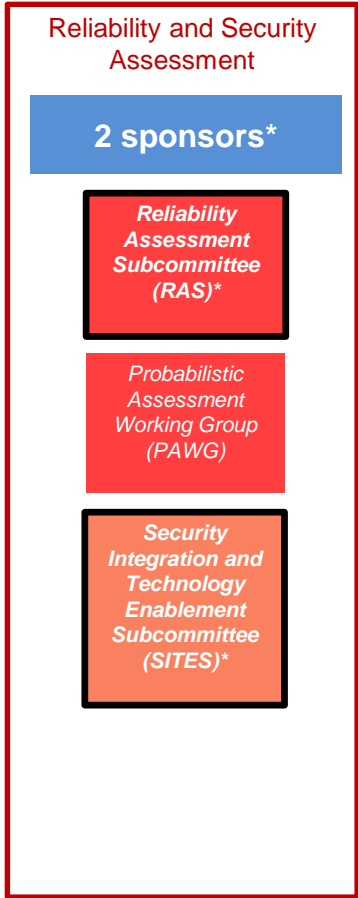 Reliability and Security
Assessment
2 sponsors*
Reliability
Assessment
Subcommittee
(RAS)*
Probabilistic
Assessment
Working Group
(PAWG)
Security
Integration and
Technology
Enablement
Subcommittee
(SITES)*